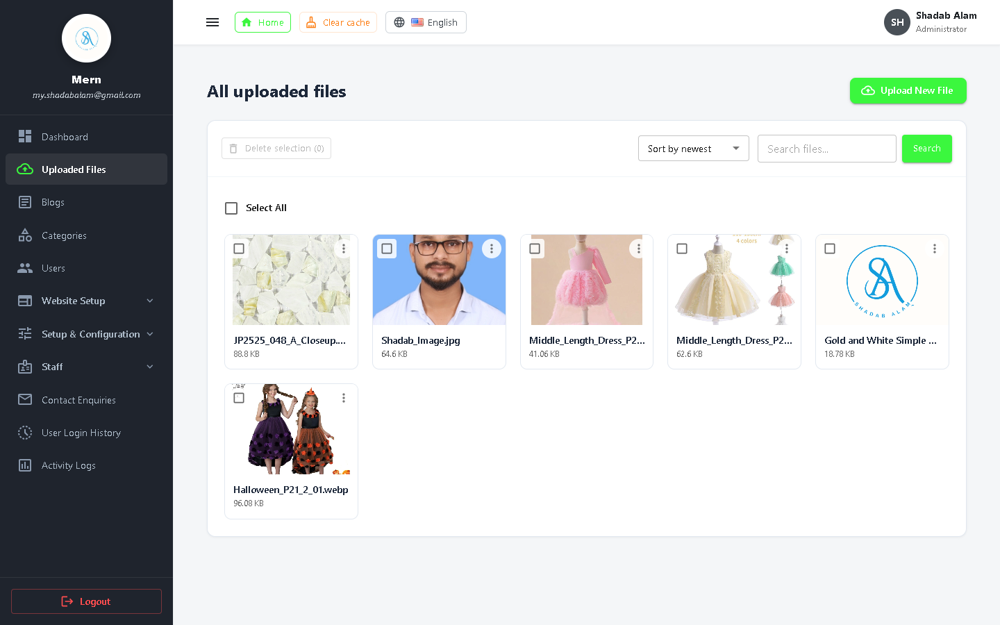 Mern
my.shadabalam@gmail.com
Dashboard
Uploaded Files
Blogs
Categories
Users
Website Setup
Setup & Configuration
Staff
Contact Enquiries
User Login History
Activity Logs
Logout
Home
Clear cache
English
SH
Shadab Alam
Administrator
All uploaded files
Upload New File
Delete selection (0)
Sort by newest
Search files...
Search
Select All
4 colors
SHADAB ALAM
JP2525_048_A_Closeup....
88.8 KB
Shadab_Image.jpg
64.6 KB
Middle_Length_Dress_P2...
41.06 KB
Middle_Length_Dress_P2...
62.6 KB
Gold and White Simple ...
18.78 KB
Halloween_P21_2_01.webp
96.08 KB